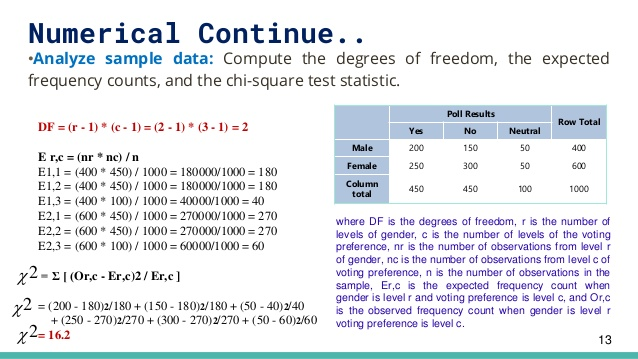 Numerical Continue..
•Analyze sample data: Compute the degrees of freedom, the expected
frequency counts, and the chi-square test statistic.
DF = (r - 1) * (c - 1) = (2 - 1) * (3 - 1) = 2
E r,c = (nr * nc) / n
E1,1 = (400 * 450) / 1000 = 180000/1000 = 180
E1,2 = (400 * 450) / 1000 = 180000/1000 = 180
E1,3 = (400 * 100) / 1000 = 40000/1000 = 40
E2,1 = (600 * 450) / 1000 = 270000/1000 = 270
E2,2 = (600 * 450) / 1000 = 270000/1000 = 270
E2,3 = (600 * 100) / 1000 = 60000/1000 = 60
χ2 = Σ [ (Or,c - Er,c)2 / Er,c ]
χ2 = (200 - 180)2/180 + (150 - 180)2/180 + (50 - 40)2/40
+ (250 - 270)2/270 + (300 - 270)2/270 + (50 - 60)2/60
χ2= 16.2
Poll Results Row Total
Yes No Neutral
Male 200 150 50 400
Female 250 300 50 600
Column
total 450 450 100 1000
where DF is the degrees of freedom, r is the number of
levels of gender, c is the number of levels of the voting
preference, nr is the number of observations from level r
of gender, nc is the number of observations from level c of
voting preference, n is the number of observations in the
sample, Er,c is the expected frequency count when
gender is level r and voting preference is level c, and Or,c
is the observed frequency count when gender is level r
voting preference is level c.
13